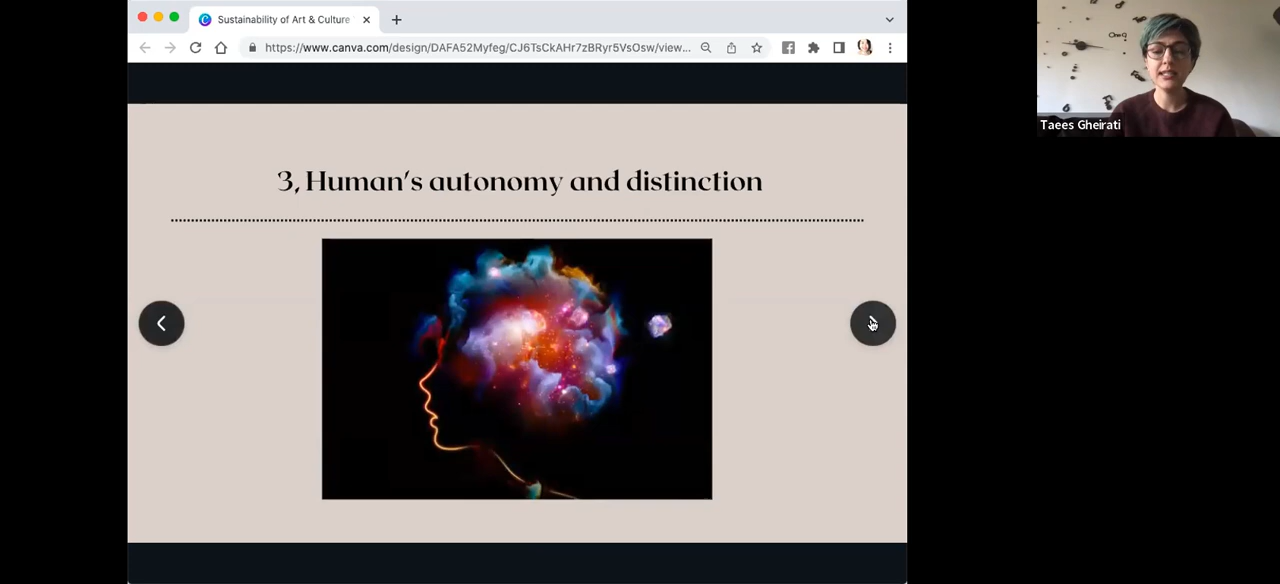 Sustainability of Art & Culture
https://www.canva.com/design/DAFA52Myfeg/CJ6TsCkAHr7zBRyr5VsOsw/view...
3, Human's autonomy and distinction
One
Taees Gheirati